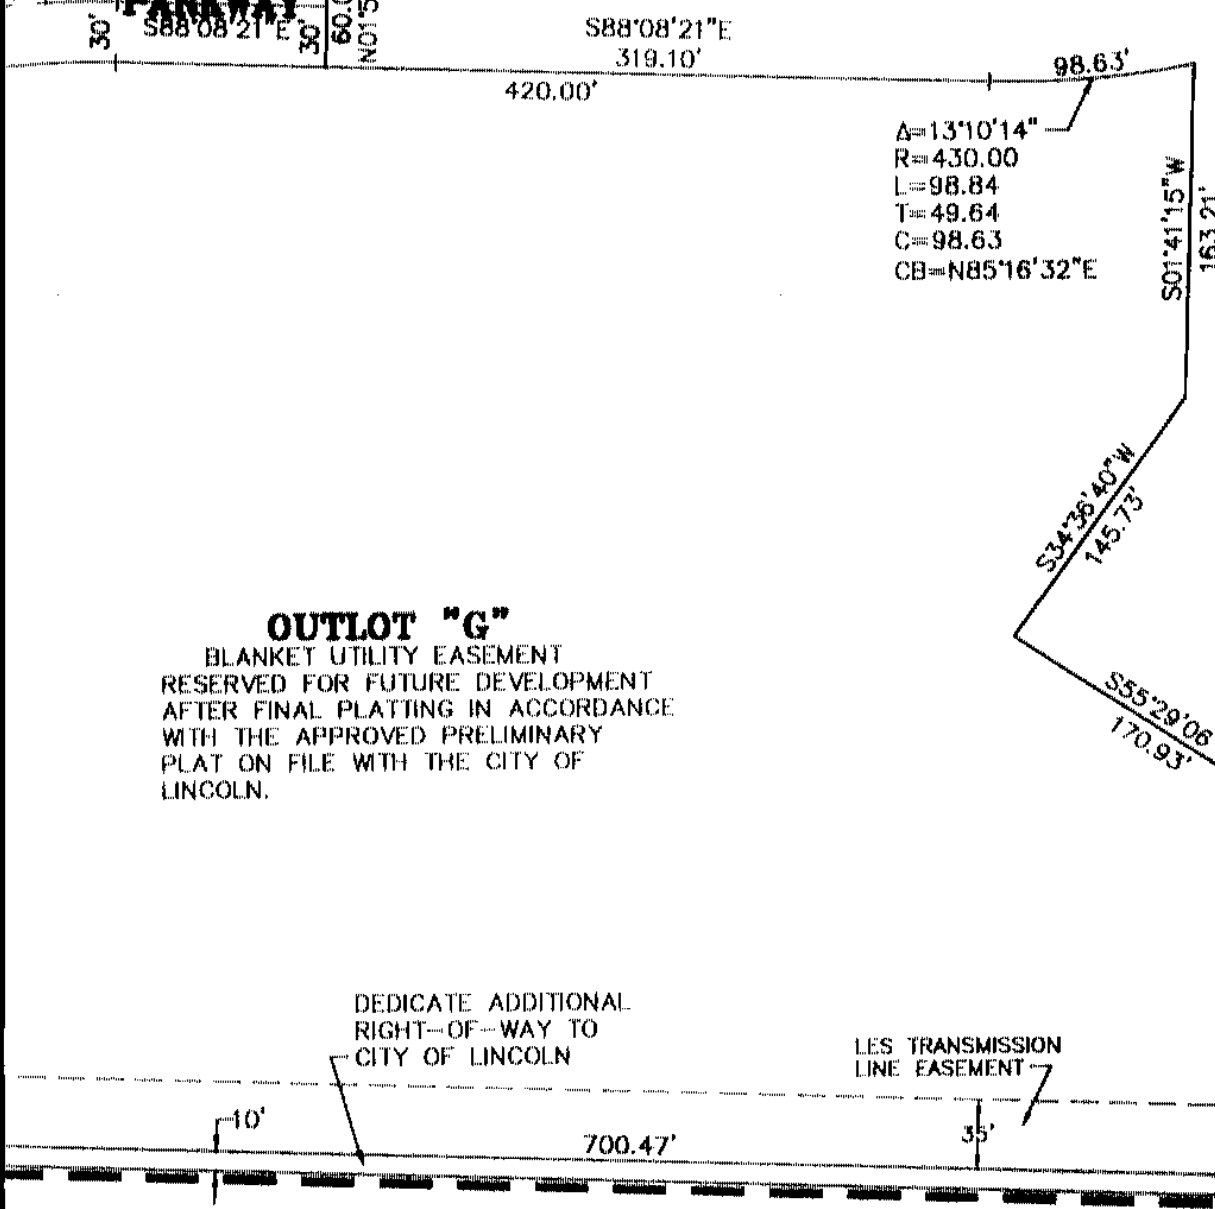 PARKWAY
S88°08'21"E
30'
30'
S88°08'21"E
319.10'
420.00'
98.63'
Δ=13°10'14"
R=430.00
L=98.84
T=49.64
C=98.63
CB=N85°16'32"E
S01°41'15"W
163.21'
S34°36'40"W
145.73'
S55°29'06
170.93'
OUTLOT "G"
BLANKET UTILITY EASEMENT
RESERVED FOR FUTURE DEVELOPMENT
AFTER FINAL PLATTING IN ACCORDANCE
WITH THE APPROVED PRELIMINARY
PLAT ON FILE WITH THE CITY OF
LINCOLN.
DEDICATE ADDITIONAL
RIGHT-OF-WAY TO
CITY OF LINCOLN
LES TRANSMISSION
LINE EASEMENT
10'
700.47'
35'